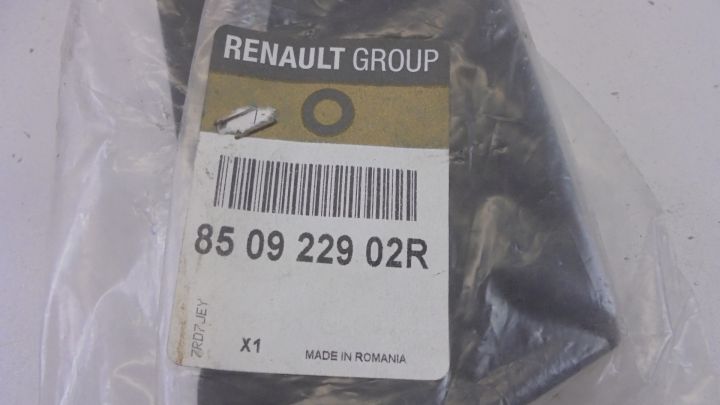 RENAULT GROUP
85 09 229 02R
7RD7JEY
X1
MADE IN ROMANIA